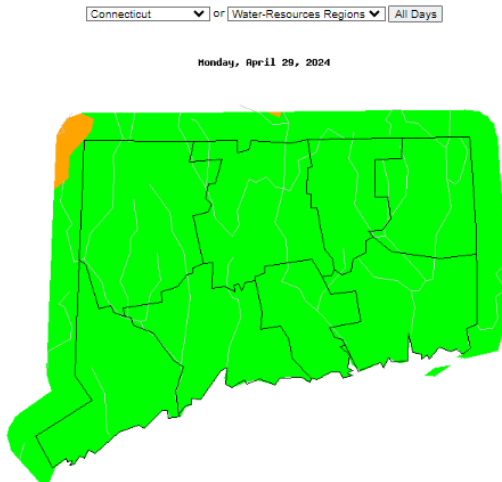 Connecticut or Water-Resources Regions All Days
Monday, April 29, 2024